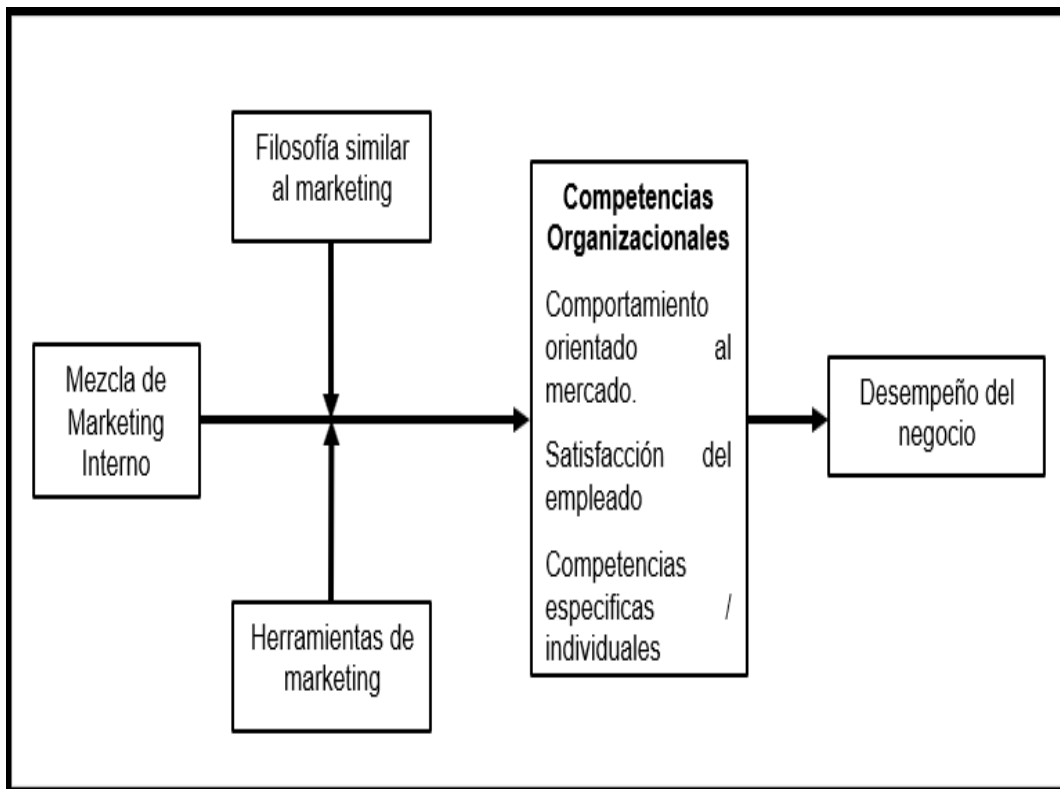 Filosofía similar
al marketing
Mezcla de
Marketing
Interno
Herramientas de
marketing
Competencias
Organizacionales
Comportamiento
orientado al
mercado.
Satisfacción del
empleado
Competencias
especificas /
individuales
Desempeño del
negocio